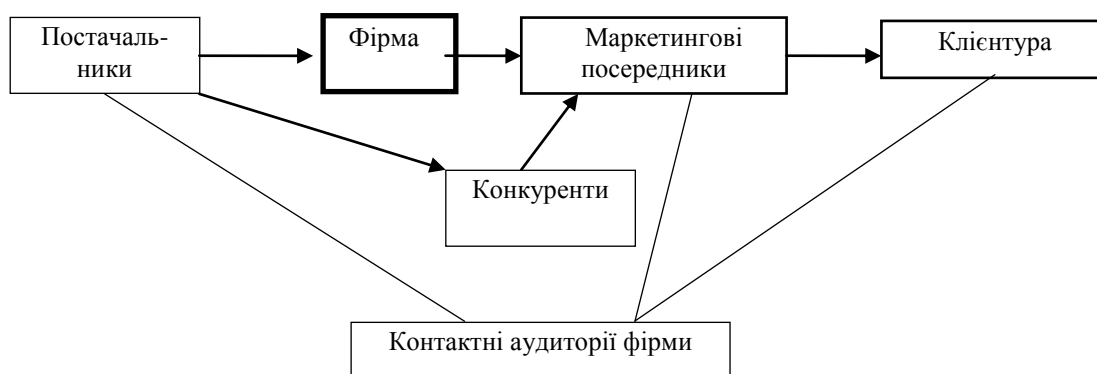 Постачаль-
ники
Фірма
Маркетингові
посередники
Клієнтура
Конкуренти
Контактні аудиторії фірми